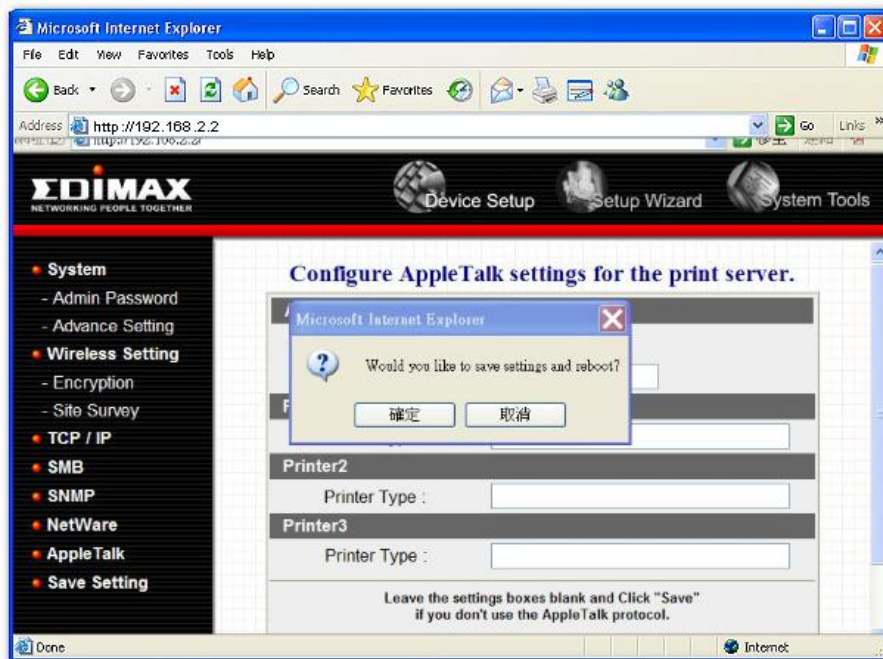 Microsoft Internet Explorer
File Edit View Favorites Tools Help
Back Search Favorites
Address http://192.168.2.2 Go Links »
EDIMAX
NETWORKING PEOPLE TOGETHER
Device Setup Setup Wizard System Tools
System
- Admin Password
- Advance Setting
Wireless Setting
- Encryption
- Site Survey
TCP / IP
SMB
SNMP
NetWare
AppleTalk
Save Setting
Configure AppleTalk settings for the print server.
Microsoft Internet Explorer
Would you like to save settings and reboot?
確定 取消
Printer2
Printer Type :
Printer3
Printer Type :
Leave the settings boxes blank and Click "Save"
if you don't use the AppleTalk protocol.
Done Internet